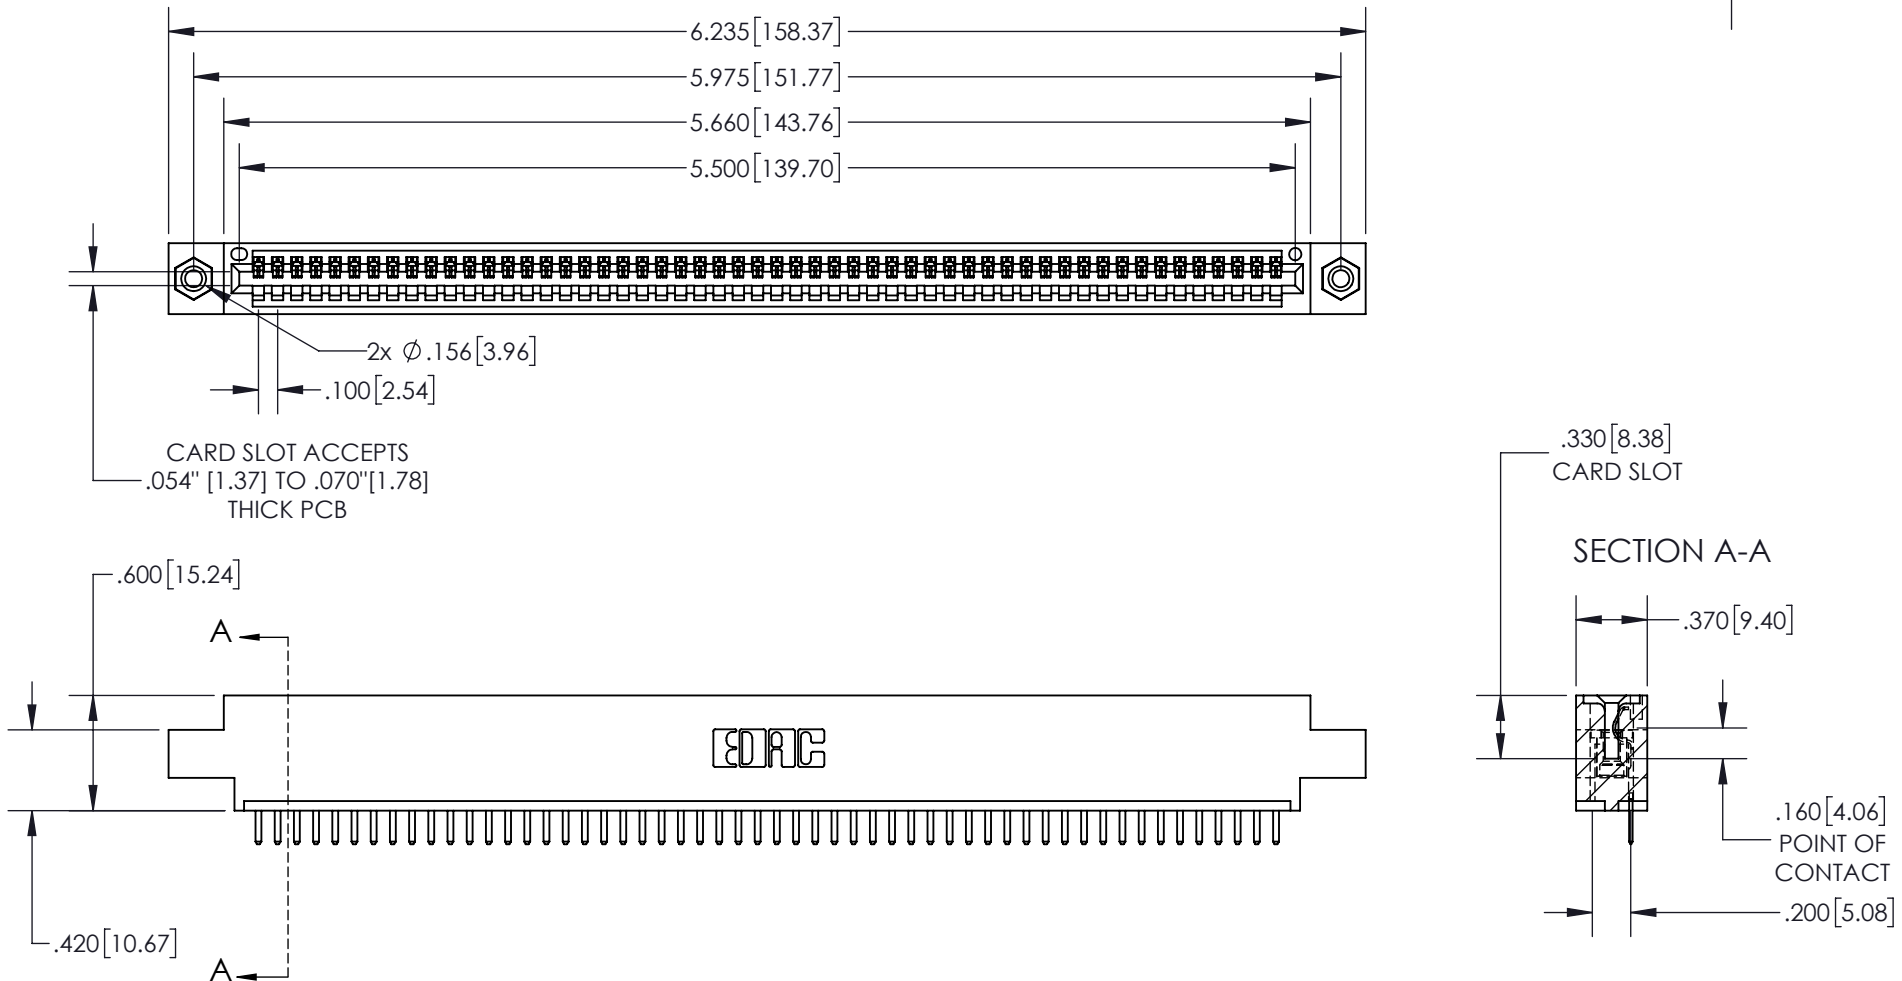 6.235[158.37]
5.975[151.77]
5.660[143.76]
5.500[139.70]
2x Ø.156[3.96]
.100[2.54]
CARD SLOT ACCEPTS
.054" [1.37] TO .070"[1.78]
THICK PCB
.330[8.38]
CARD SLOT
SECTION A-A
.600[15.24]
.370[9.40]
A
EDAC
.160[4.06]
POINT OF
CONTACT
.200[5.08]
.420[10.67]
A